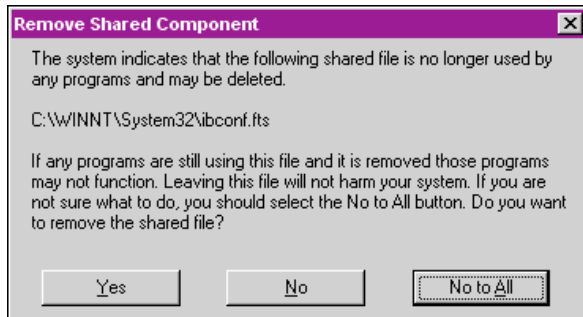 Remove Shared Component
The system indicates that the following shared file is no longer used by
any programs and may be deleted.
C:\WINNT\System32\ibconf.fts
If any programs are still using this file and it is removed those programs
may not function. Leaving this file will not harm your system. If you are
not sure what to do, you should select the No to All button. Do you want
to remove the shared file?
Yes
No
No to All